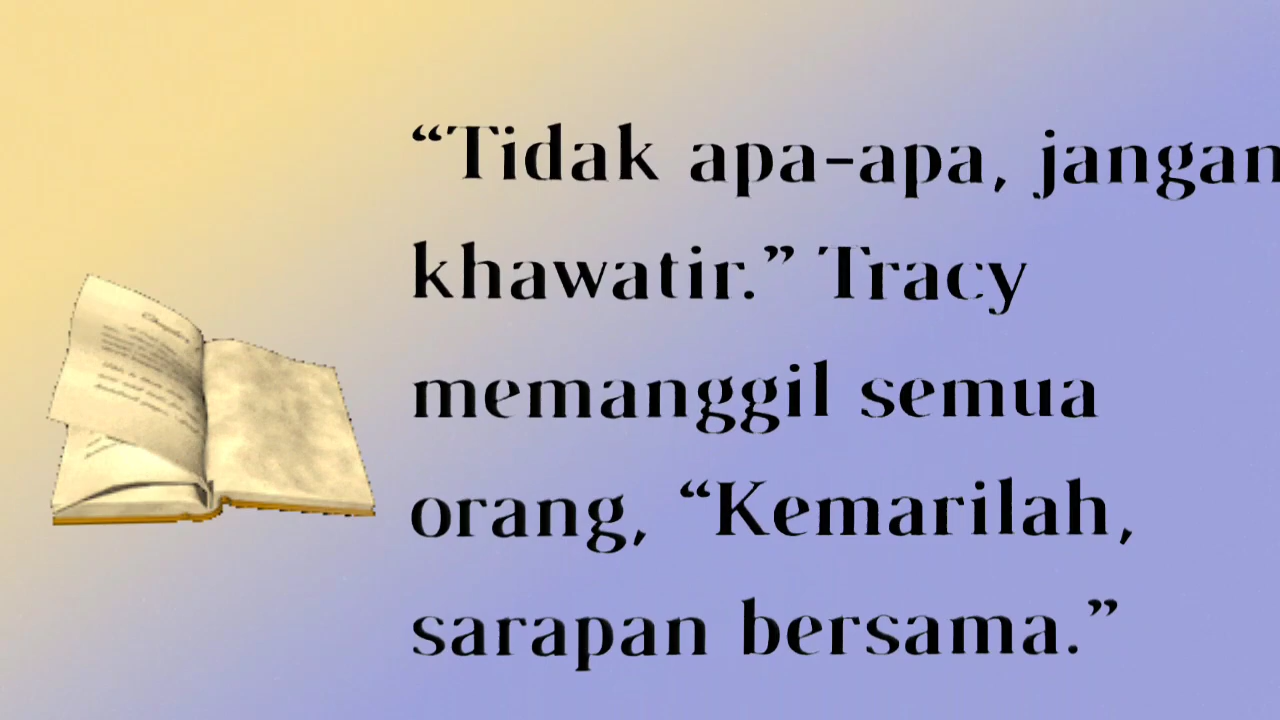 “Tidak apa-apa, jangan
khawatir.” Tracy
memanggil semua
orang, “Kemarilah,
sarapan bersama.”